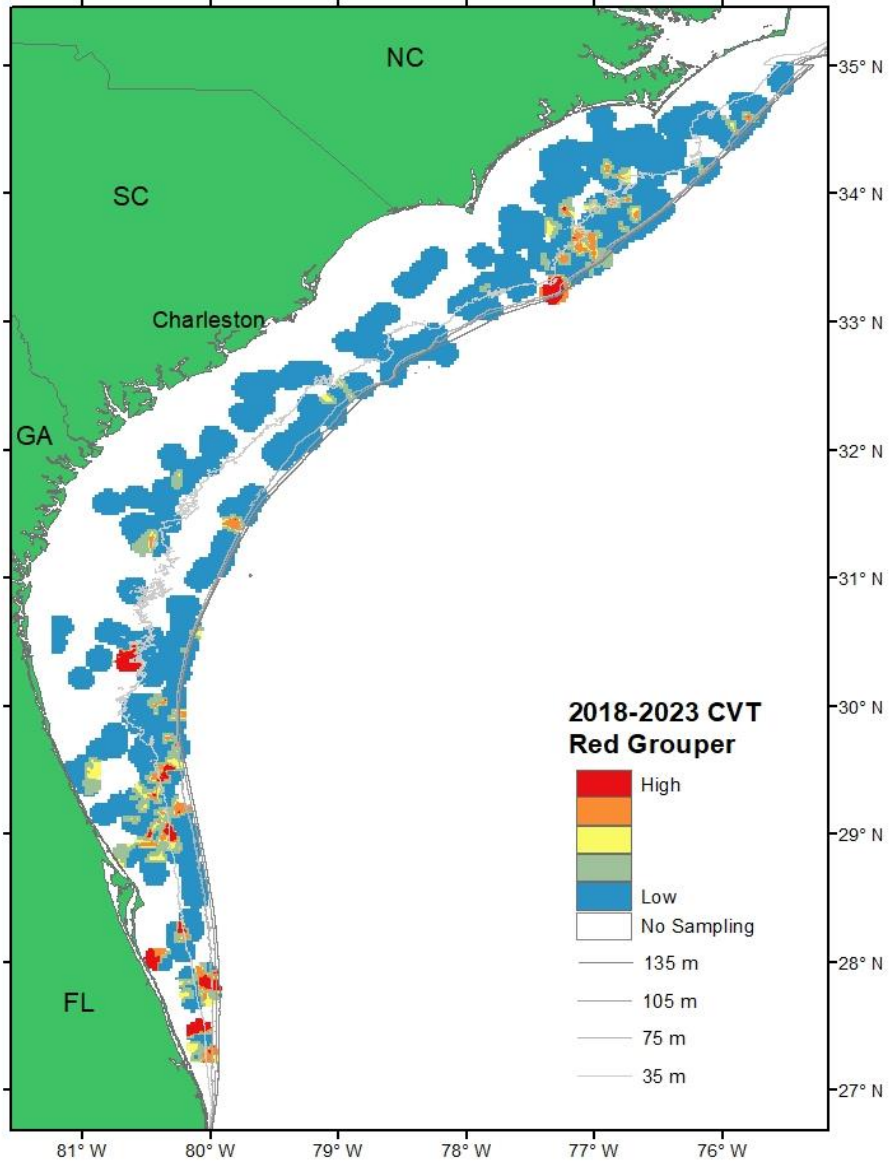 NC
35° N
SC
34° N
Charleston
33° N
GA
32° N
31° N
30° N
2018-2023 CVT
Red Grouper
High
Low
No Sampling
135 m
105 m
75 m
35 m
29° N
28° N
FL
27° N
81° W 80° W 79° W 78° W 77° W 76° W